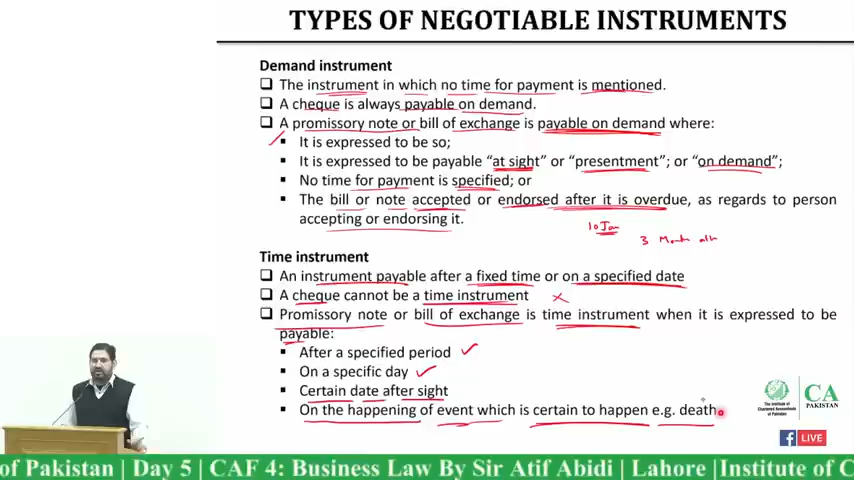 TYPES OF NEGOTIABLE INSTRUMENTS
Demand instrument
The instrument in which no time for payment is mentioned.
A cheque is always payable on demand.
A promissory note or bill of exchange is payable on demand where:
It is expressed to be so;
It is expressed to be payable “at sight” or “presentment”; or “on demand”;
No time for payment is specified; or
The bill or note accepted or endorsed after it is overdue, as regards to person
accepting or endorsing it.
10 Jan
3 Month
Time instrument
An instrument payable after a fixed time or on a specified date
A cheque cannot be a time instrument
Promissory note or bill of exchange is time instrument when it is expressed to be
payable:
After a specified period
On a specific day
Certain date after sight
On the happening of event which is certain to happen e.g. death
The Institute of
Chartered Accountants
of Pakistan
CA
PAKISTAN
f LIVE
of Pakistan | Day 5 | CAF 4: Business Law By Sir Atif Abidi | Lahore |Institute of C